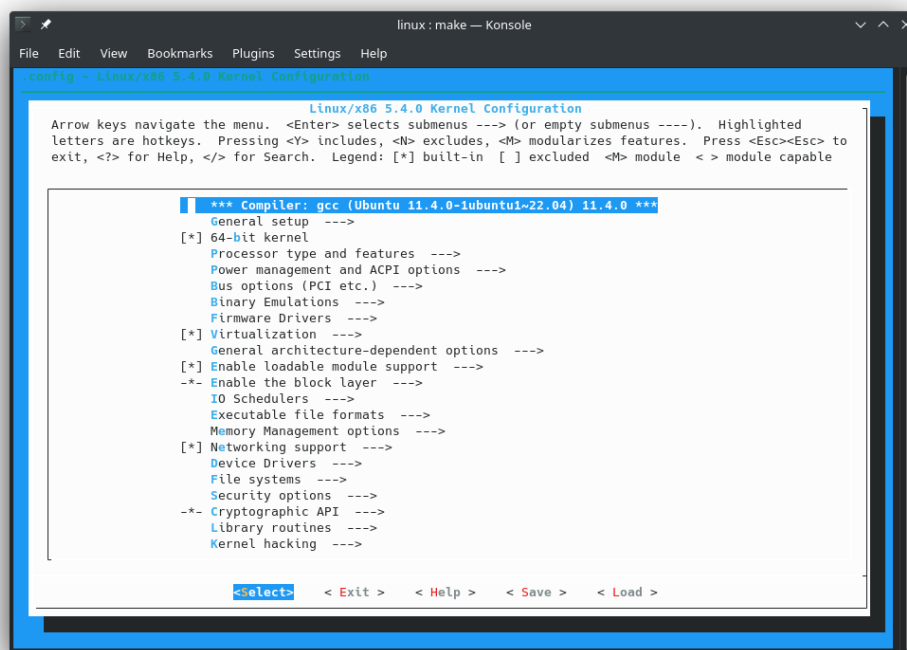 linux : make — Konsole
File Edit View Bookmarks Plugins Settings Help
.config - Linux/x86 5.4.0 Kernel Configuration
Linux/x86 5.4.0 Kernel Configuration
Arrow keys navigate the menu.  <Enter> selects submenus ---> (or empty submenus ----).  Highlighted
letters are hotkeys.  Pressing <Y> includes, <N> excludes, <M> modularizes features.  Press <Esc><Esc> to
exit, <?> for Help, </> for Search.  Legend: [*] built-in  [ ] excluded  <M> module  < > module capable
*** Compiler: gcc (Ubuntu 11.4.0-1ubuntu1~22.04) 11.4.0 ***
General setup  --->
[*] 64-bit kernel
Processor type and features  --->
Power management and ACPI options  --->
Bus options (PCI etc.)  --->
Binary Emulations  --->
Firmware Drivers  --->
[*] Virtualization  --->
General architecture-dependent options  --->
[*] Enable loadable module support  --->
-*- Enable the block layer  --->
IO Schedulers  --->
Executable file formats  --->
Memory Management options  --->
[*] Networking support  --->
Device Drivers  --->
File systems  --->
Security options  --->
-*- Cryptographic API  --->
Library routines  --->
Kernel hacking  --->
<Select>    < Exit >    < Help >    < Save >    < Load >